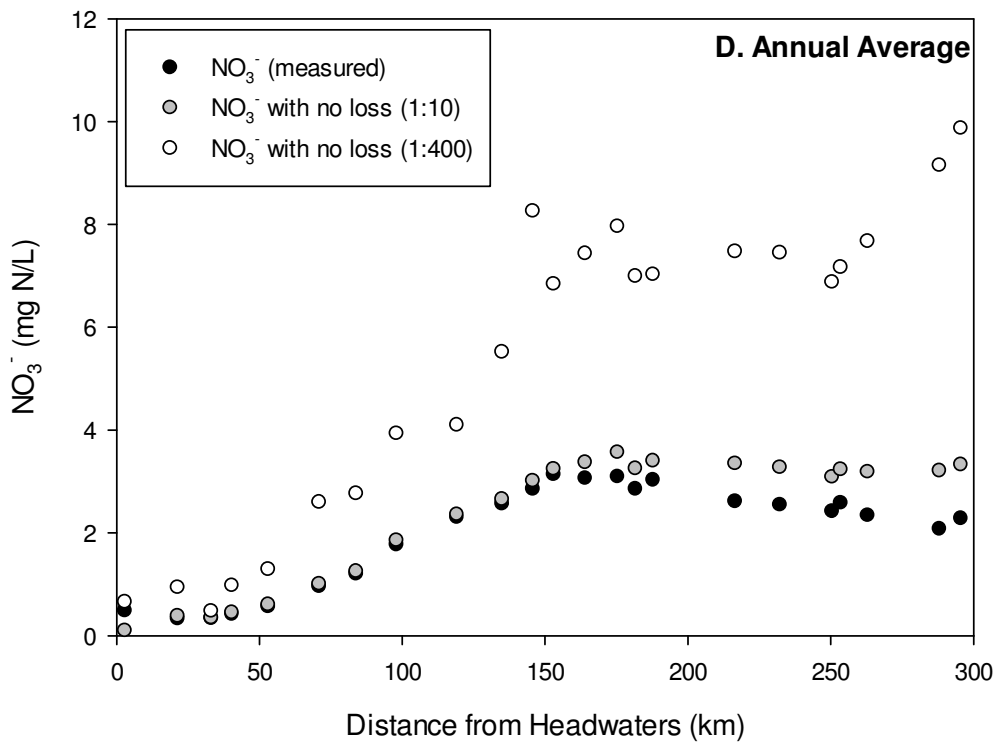 D. Annual Average
NO₃⁻ (measured)
NO₃⁻ with no loss (1:10)
NO₃⁻ with no loss (1:400)
12
10
8
6
4
2
0
NO₃⁻ (mg N/L)
0 50 100 150 200 250 300
Distance from Headwaters (km)